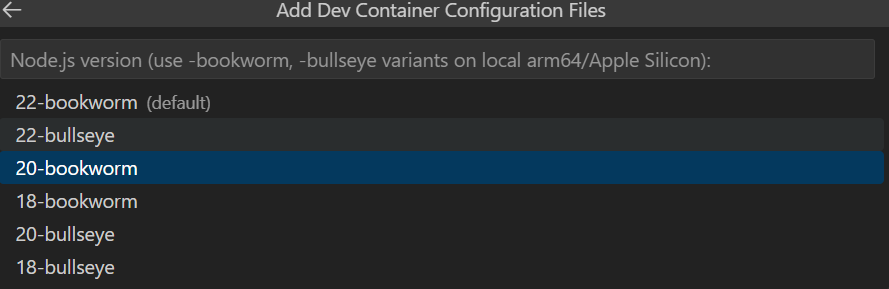 Add Dev Container Configuration Files
Node.js version (use -bookworm, -bullseye variants on local arm64/Apple Silicon):
22-bookworm (default)
22-bullseye
20-bookworm
18-bookworm
20-bullseye
18-bullseye